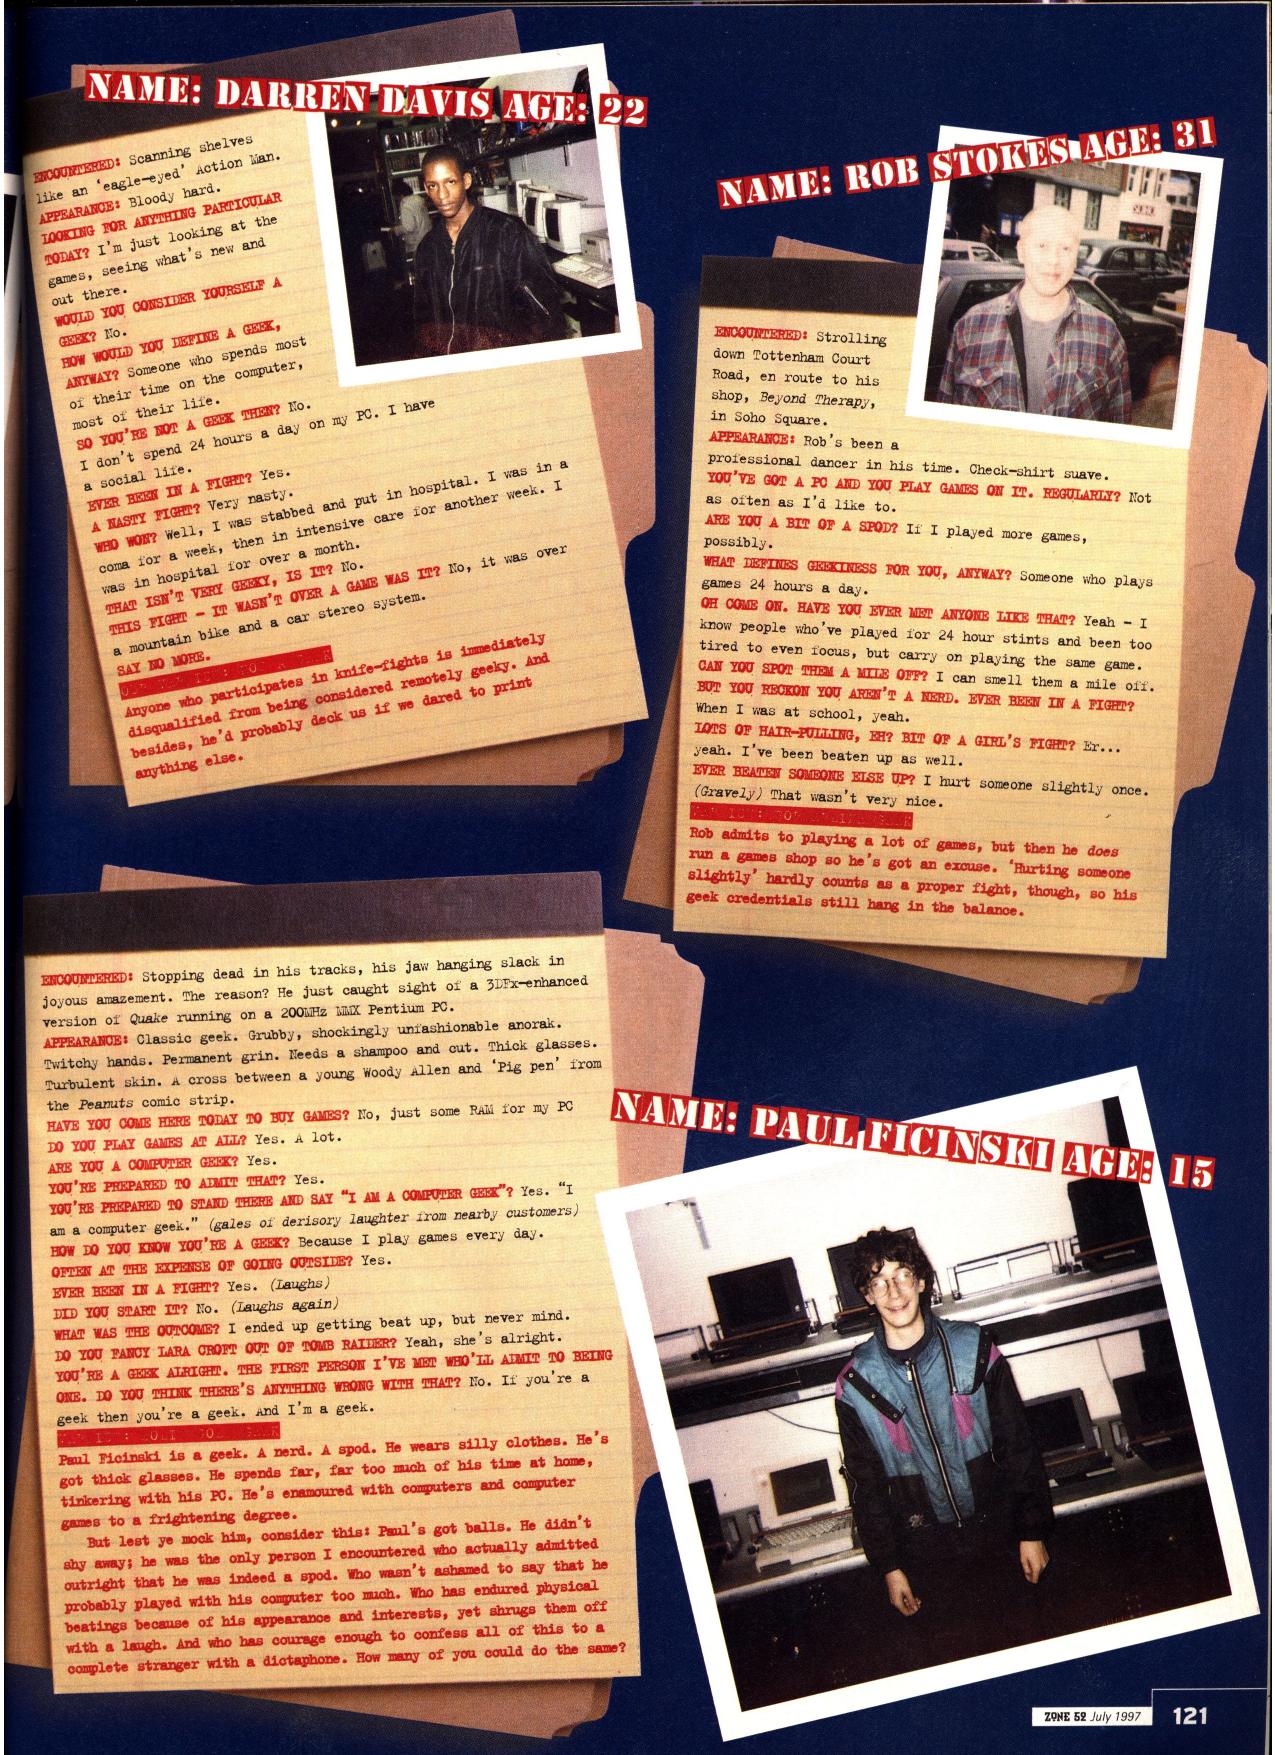 NAME: DARREN DAVIS AGE: 22
ENCOUNTERED: Scanning shelves
like an 'eagle-eyed' Action Man.
APPEARANCE: Bloody hard.
LOOKING FOR ANYTHING PARTICULAR
TODAY? I'm just looking at the
games, seeing what's new and
out there.
WOULD YOU CONSIDER YOURSELF A
GEEK? No.
HOW WOULD YOU DEFINE A GEEK,
ANYWAY? Someone who spends most
of their time on the computer,
most of their life.
SO YOU'RE NOT A GEEK THEN? No.
I don't spend 24 hours a day on my PC. I have
a social life.
EVER BEEN IN A FIGHT? Yes.
A NASTY FIGHT? Very nasty.
WHO WON? Well, I was stabbed and put in hospital. I was in a
coma for a week, then in intensive care for another week. I
was in hospital for over a month.
THAT ISN'T VERY GEEKY, IS IT? No.
THIS FIGHT – IT WASN'T OVER A GAME WAS IT? No, it was over
a mountain bike and a car stereo system.
SAY NO MORE.
Anyone who participates in knife-fights is immediately
disqualified from being considered remotely geeky. And
besides, he'd probably deck us if we dared to print
anything else.
NAME: ROB STOKES AGE: 31
ENCOUNTERED: Strolling
down Tottenham Court
Road, en route to his
shop, Beyond Therapy,
in Soho Square.
APPEARANCE: Rob's been a
professional dancer in his time. Check-shirt suave.
YOU'VE GOT A PC AND YOU PLAY GAMES ON IT. REGULARLY? Not
as often as I'd like to.
ARE YOU A BIT OF A SPOD? If I played more games,
possibly.
WHAT DEFINES GEEKINESS FOR YOU, ANYWAY? Someone who plays
games 24 hours a day.
OH COME ON. HAVE YOU EVER MET ANYONE LIKE THAT? Yeah – I
know people who've played for 24 hour stints and been too
tired to even focus, but carry on playing the same game.
CAN YOU SPOT THEM A MILE OFF? I can smell them a mile off.
BUT YOU RECKON YOU AREN'T A NERD. EVER BEEN IN A FIGHT?
When I was at school, yeah.
LOTS OF HAIR-PULLING, EH? BIT OF A GIRL'S FIGHT? Er...
yeah. I've been beaten up as well.
EVER BEATEN SOMEONE ELSE UP? I hurt someone slightly once.
(Gravely) That wasn't very nice.
Rob admits to playing a lot of games, but then he does
run a games shop so he's got an excuse. 'Hurting someone
slightly' hardly counts as a proper fight, though, so his
geek credentials still hang in the balance.
NAME: PAUL FICINSKI AGE: 15
ENCOUNTERED: Stopping dead in his tracks, his jaw hanging slack in
joyous amazement. The reason? He just caught sight of a 3DFx-enhanced
version of Quake running on a 200MHz MMX Pentium PC.
APPEARANCE: Classic geek. Grubby, shockingly unfashionable anorak.
Twitchy hands. Permanent grin. Needs a shampoo and cut. Thick glasses.
Turbulent skin. A cross between a young Woody Allen and 'Pig pen' from
the Peanuts comic strip.
HAVE YOU COME HERE TODAY TO BUY GAMES? No, just some RAM for my PC
DO YOU PLAY GAMES AT ALL? Yes. A lot.
ARE YOU A COMPUTER GEEK? Yes.
YOU'RE PREPARED TO ADMIT THAT? Yes.
YOU'RE PREPARED TO STAND THERE AND SAY "I AM A COMPUTER GEEK"? Yes. "I
am a computer geek." (gales of derisory laughter from nearby customers)
HOW DO YOU KNOW YOU'RE A GEEK? Because I play games every day.
OFTEN AT THE EXPENSE OF GOING OUTSIDE? Yes.
EVER BEEN IN A FIGHT? Yes. (Laughs)
DID YOU START IT? No. (Laughs again)
WHAT WAS THE OUTCOME? I ended up getting beat up, but never mind.
DO YOU FANCY LARA CROFT OUT OF TOMB RAIDER? Yeah, she's alright.
YOU'RE A GEEK ALRIGHT. THE FIRST PERSON I'VE MET WHO'LL ADMIT TO BEING
ONE. DO YOU THINK THERE'S ANYTHING WRONG WITH THAT? No. If you're a
geek then you're a geek. And I'm a geek.
Paul Ficinski is a geek. A nerd. A spod. He wears silly clothes. He's
got thick glasses. He spends far, far too much of his time at home,
tinkering with his PC. He's enamoured with computers and computer
games to a frightening degree.
But lest ye mock him, consider this: Paul's got balls. He didn't
shy away; he was the only person I encountered who actually admitted
outright that he was indeed a spod. Who wasn't ashamed to say that he
probably played with his computer too much. Who has endured physical
beatings because of his appearance and interests, yet shrugs them off
with a laugh. And who has courage enough to confess all of this to a
complete stranger with a dictaphone. How many of you could do the same?
ZONE 52 July 1997 121